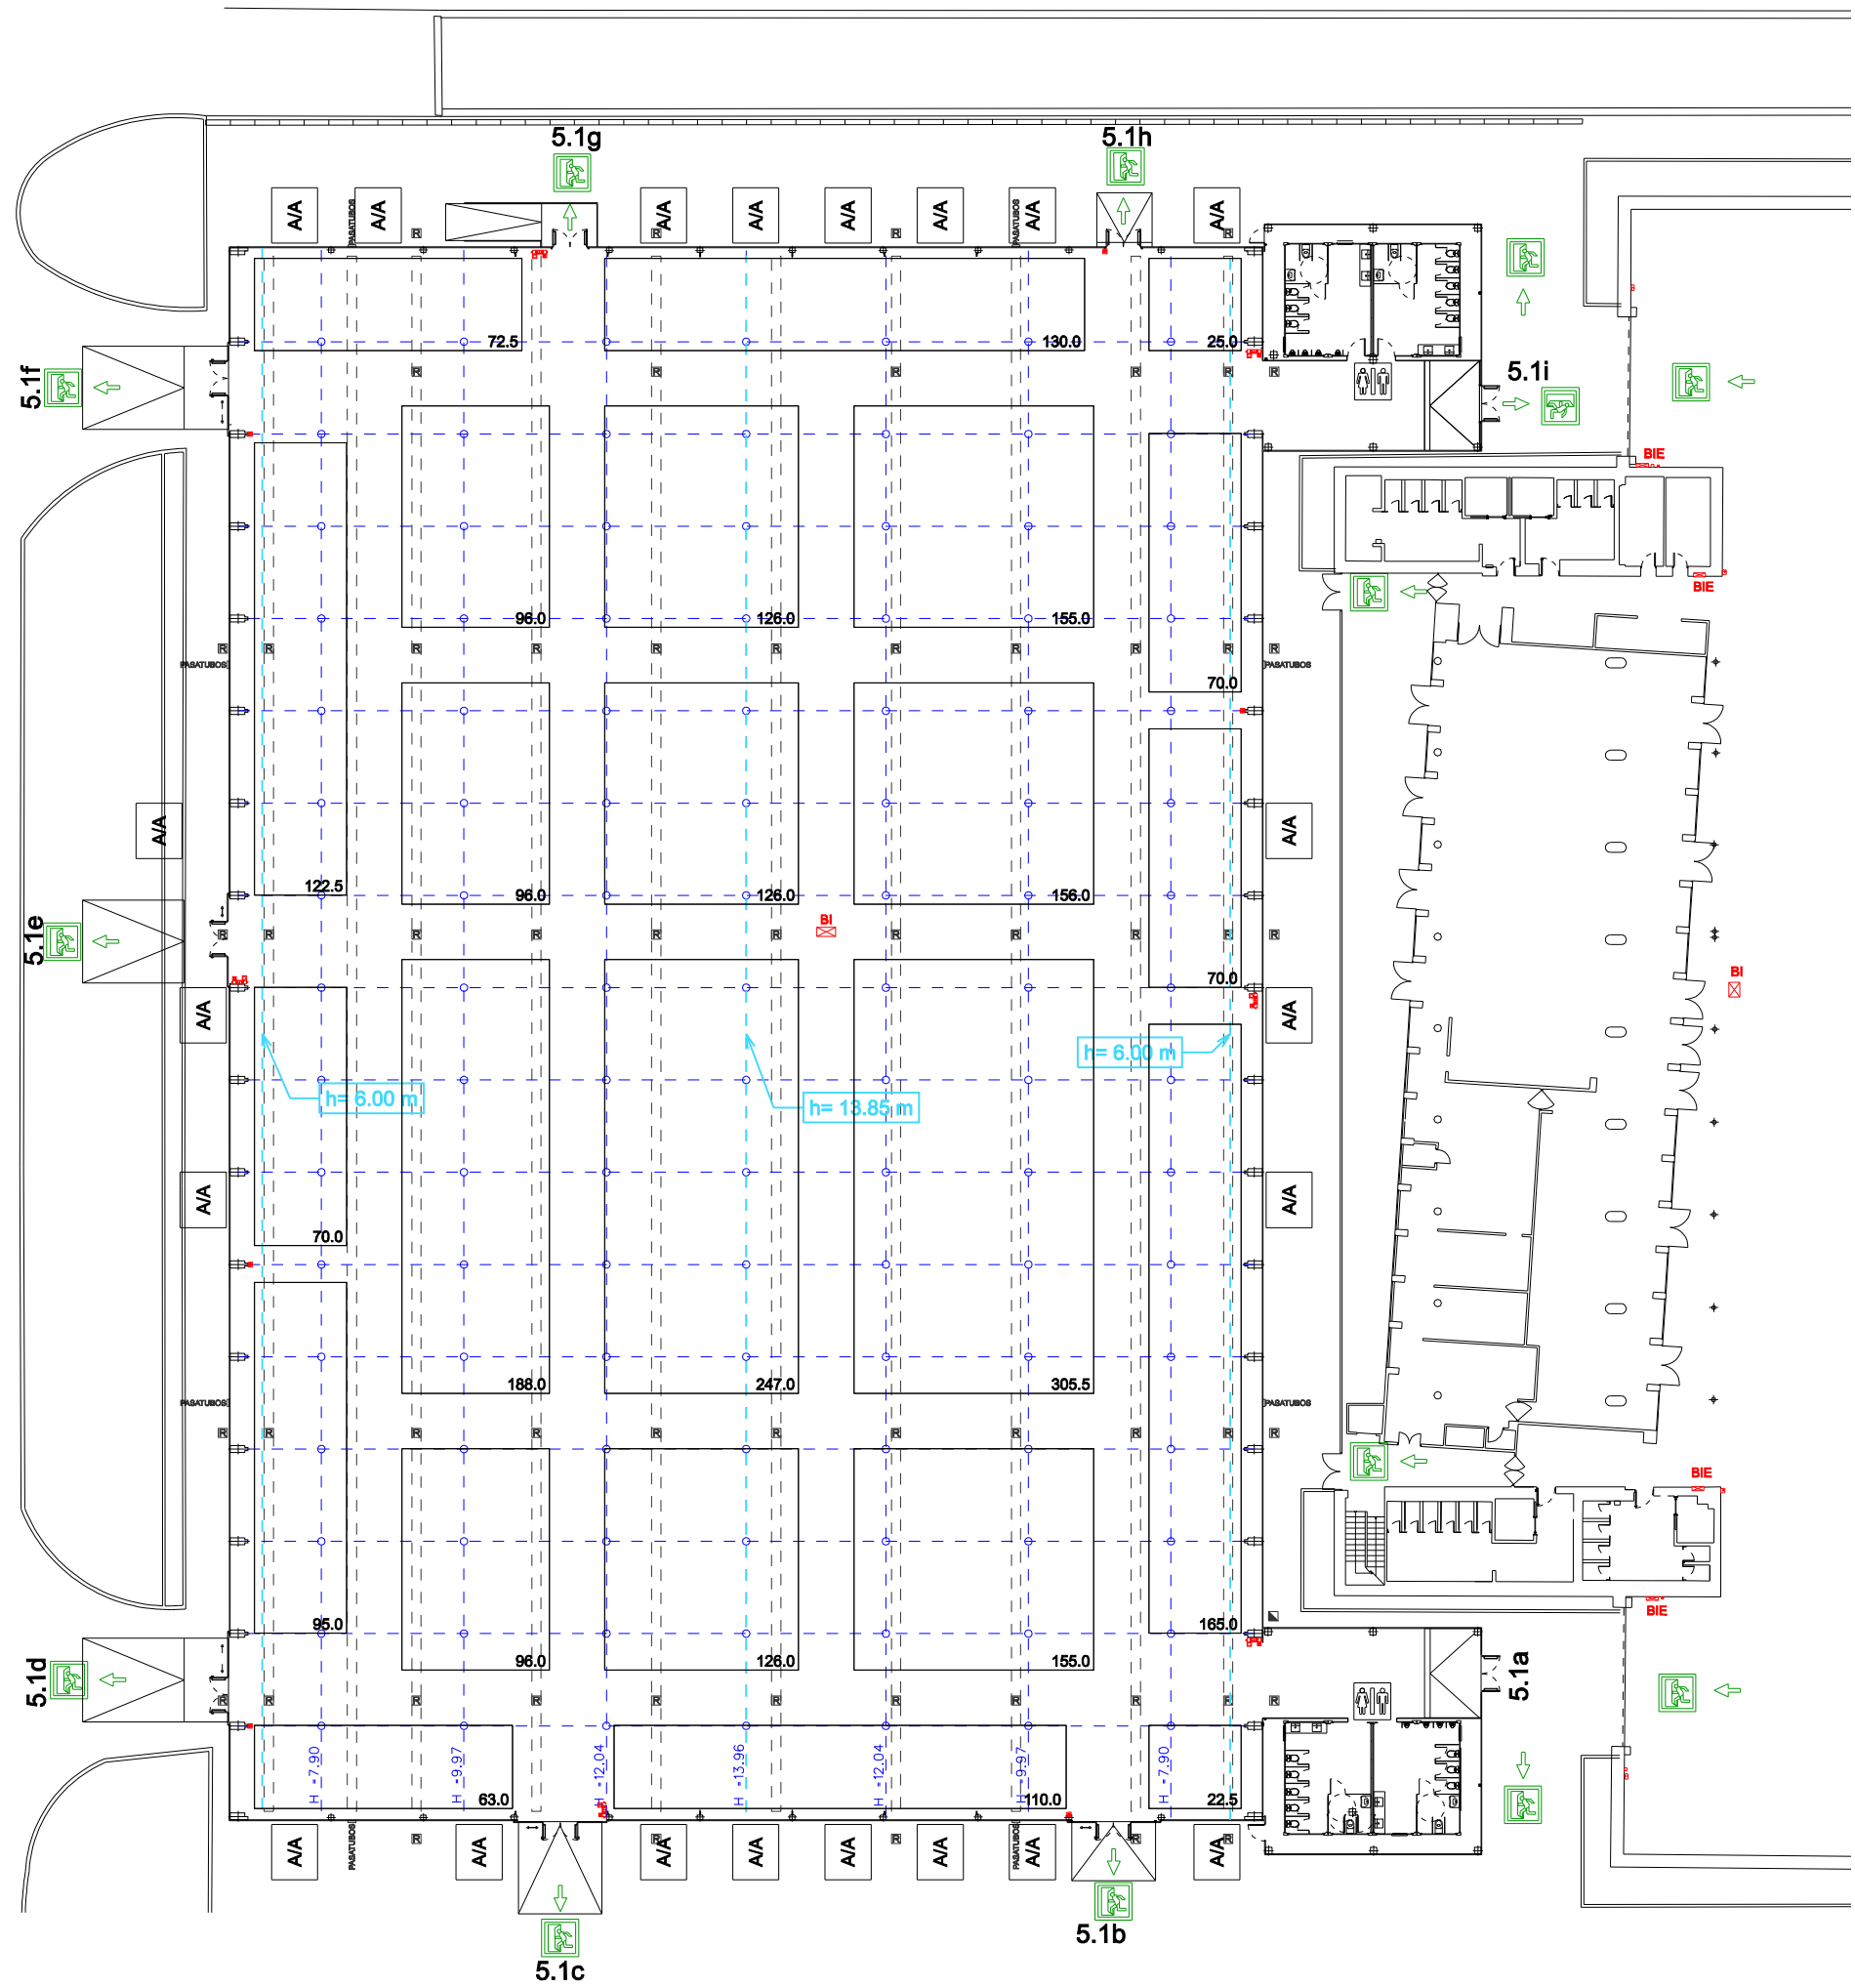 5.1g
5.1h
A/A
A/A
A/A
A/A
A/A
A/A
A/A
A/A
PASATUBOS
PASATUBOS
R
R
R
R
R
72.5
130.0
25.0
R
R
R
R
R
5.1f
5.1i
BIE
BIE
96.0
126.0
155.0
R
R
R
R
R
R
R
R
R
R
PASATUBOS
PASATUBOS
70.0
A/A
A/A
122.5
96.0
126.0
156.0
BI
5.1e
R
R
R
R
R
R
R
R
R
R
R
70.0
BI
A/A
A/A
h= 6.00 m
h= 6.00 m
h= 13.85 m
A/A
A/A
70.0
188.0
247.0
305.5
PASATUBOS
PASATUBOS
R
R
R
R
R
R
R
R
R
R
R
BIE
BIE
95.0
165.0
96.0
126.0
155.0
5.1d
5.1a
R
R
R
R
R
R
R
R
R
R
R
H =7.90
H =9.97
H =12.04
H =13.96
H =12.04
H =9.97
H =7.90
63.0
110.0
22.5
A/A
A/A
A/A
A/A
A/A
A/A
A/A
A/A
PASATUBOS
PASATUBOS
R
R
R
R
R
5.1b
5.1c